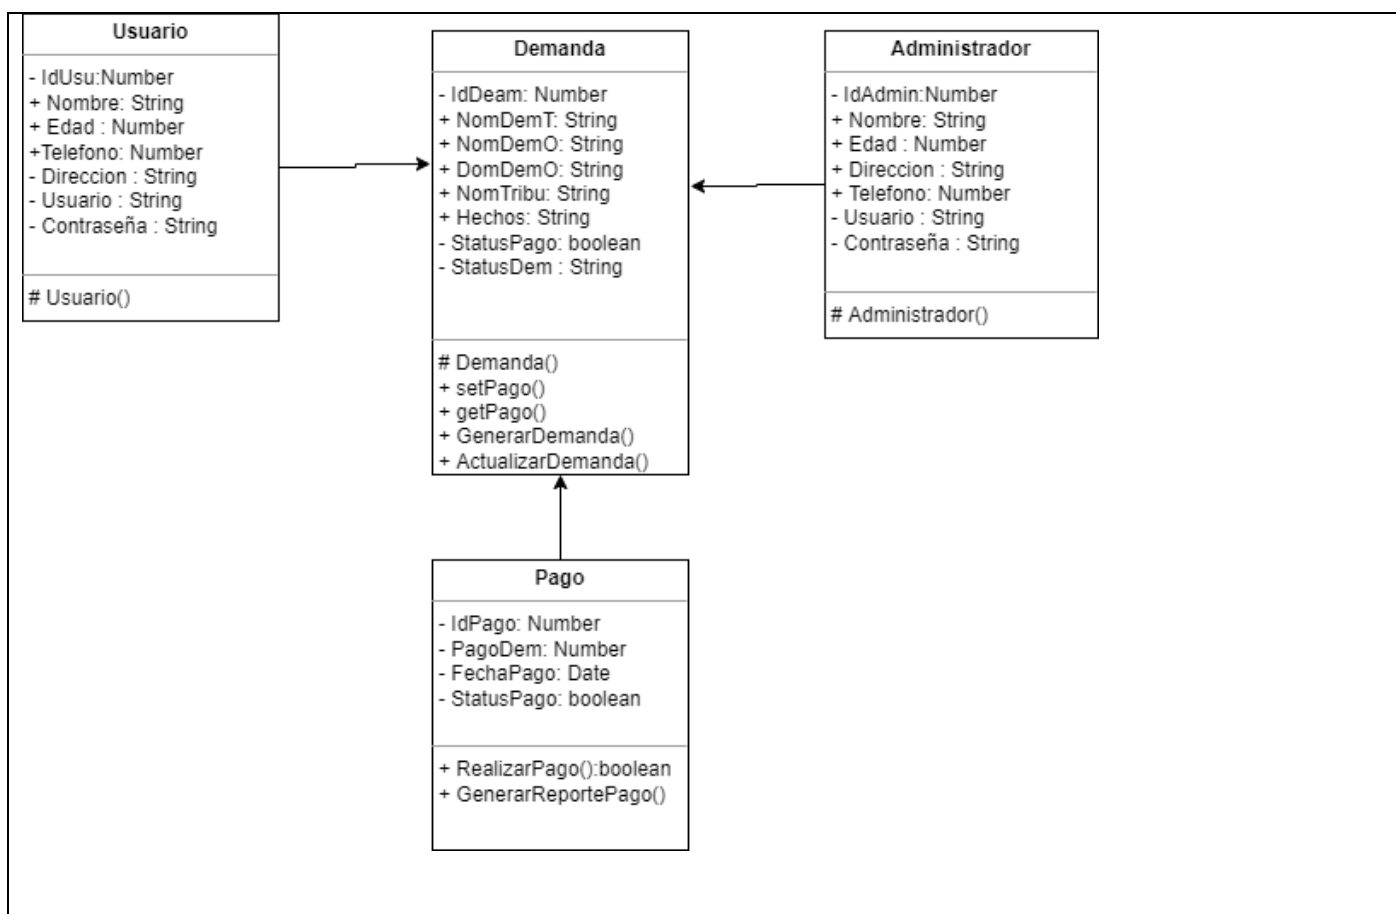 Usuario
- IdUsu:Number
+ Nombre: String
+ Edad : Number
+Telefono: Number
- Direccion : String
- Usuario : String
- Contraseña : String
# Usuario()
Demanda
- IdDeam: Number
+ NomDemT: String
+ NomDemO: String
+ DomDemO: String
+ NomTribu: String
+ Hechos: String
- StatusPago: boolean
- StatusDem : String
# Demanda()
+ setPago()
+ getPago()
+ GenerarDemanda()
+ ActualizarDemanda()
Administrador
- IdAdmin:Number
+ Nombre: String
+ Edad : Number
+ Direccion : String
+ Telefono: Number
- Usuario : String
- Contraseña : String
# Administrador()
Pago
- IdPago: Number
- PagoDem: Number
- FechaPago: Date
- StatusPago: boolean
+ RealizarPago():boolean
+ GenerarReportePago()